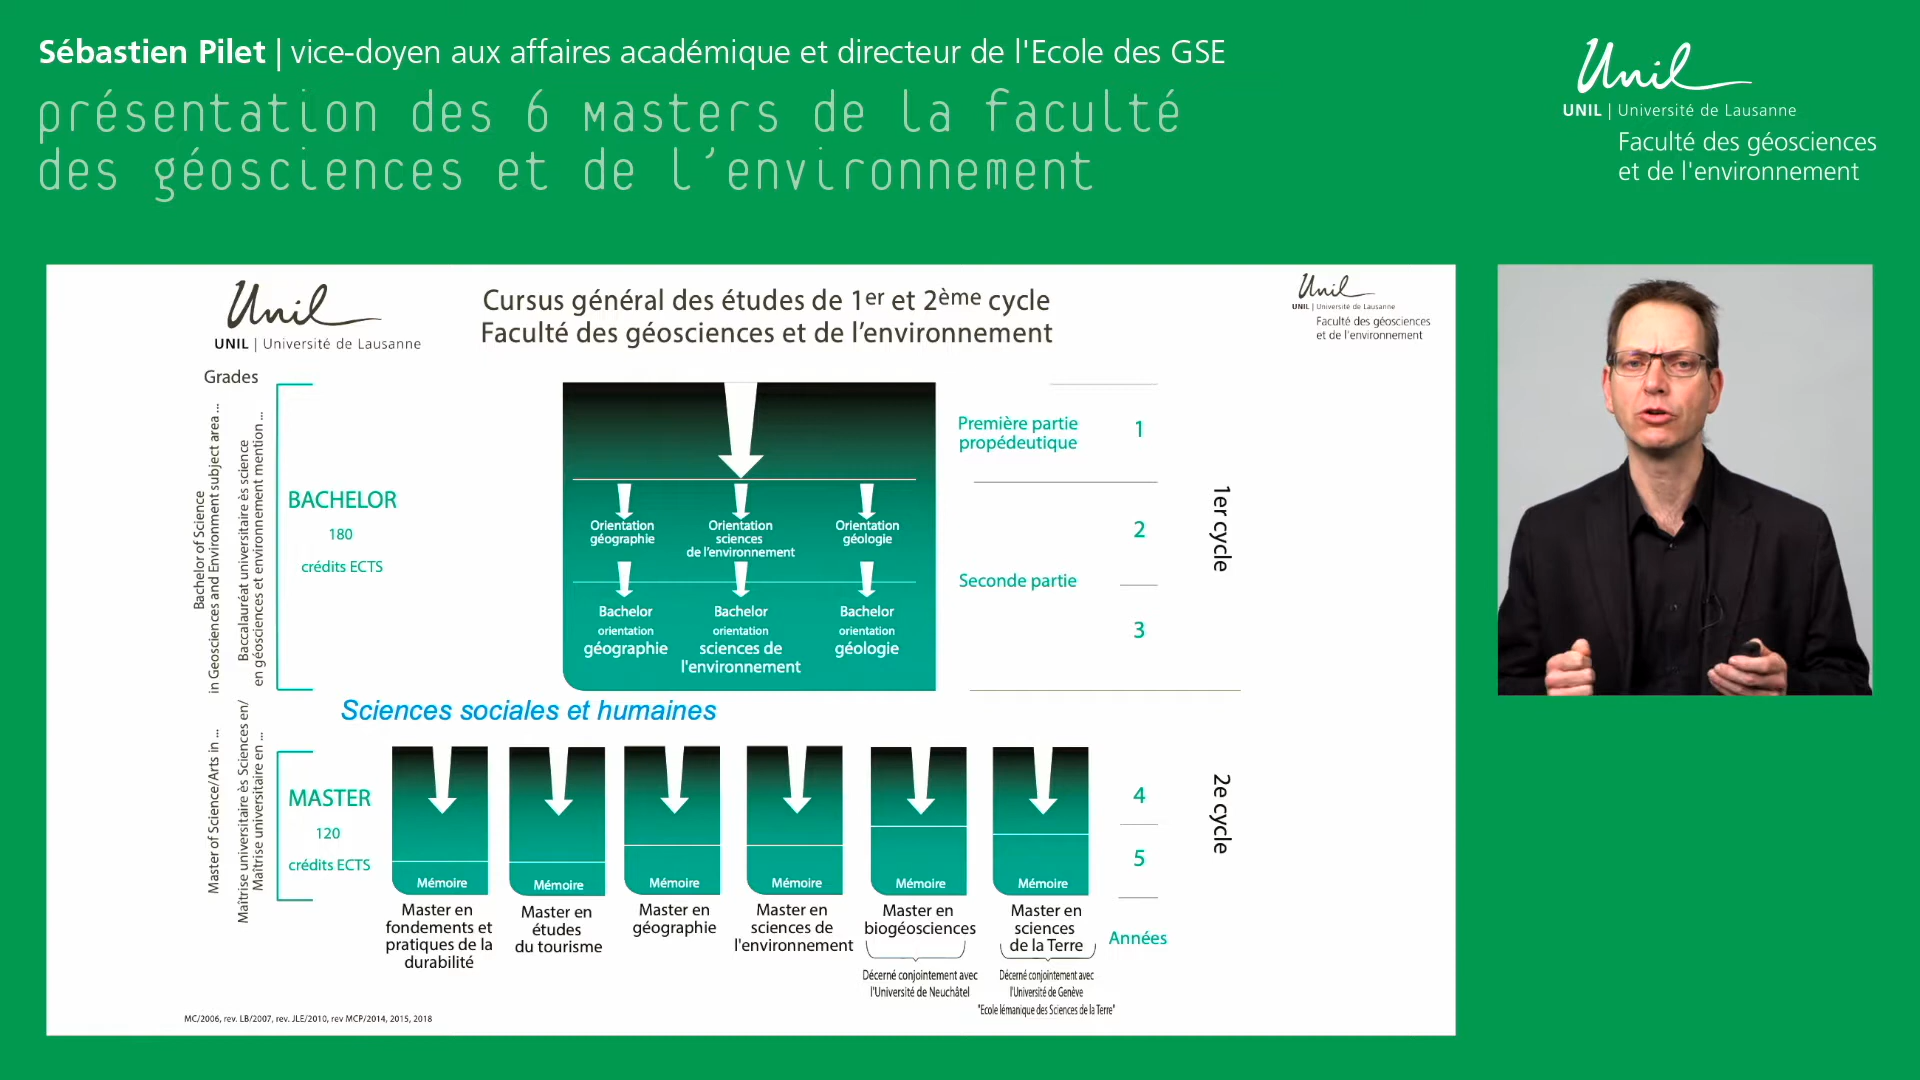 Sébastien Pilet | vice-doyen aux affaires académique et directeur de l'Ecole des GSE
présentation des 6 masters de la faculté
des géosciences et de l'environnement
Unil
UNIL | Université de Lausanne
Faculté des géosciences
et de l'environnement
Unil
UNIL | Université de Lausanne
Cursus général des études de 1er et 2ème cycle
Faculté des géosciences et de l'environnement
Unil
UNIL | Université de Lausanne
Faculté des géosciences
et de l'environnement
Grades
Bachelor of Science
in Geosciences and Environment subject area ...
Baccalauréat universitaire ès science
en géosciences et environnement mention ...
BACHELOR
180
crédits ECTS
Orientation
géographie
Orientation
sciences
de l'environnement
Orientation
géologie
Bachelor
orientation
géographie
Bachelor
orientation
sciences de
l'environnement
Bachelor
orientation
géologie
Première partie
propédeutique
Seconde partie
1
2
3
1er cycle
Sciences sociales et humaines
Master of Science/Arts in ...
Maîtrise universitaire ès Sciences en/
Maîtrise universitaire en ...
MASTER
120
crédits ECTS
Mémoire
Mémoire
Mémoire
Mémoire
Mémoire
Mémoire
Master en
fondements et
pratiques de la
durabilité
Master en
études
du tourisme
Master en
géographie
Master en
sciences de
l'environnement
Master en
biogéosciences
Décerné conjointement avec
l'Université de Neuchâtel
Master en
sciences
de la Terre
Décerné conjointement avec
l'Université de Genève
"Ecole lémanique des Sciences de la Terre"
4
5
Années
2e cycle
MC/2006, rev. LB/2007, rev. JLE/2010, rev MCP/2014, 2015, 2018